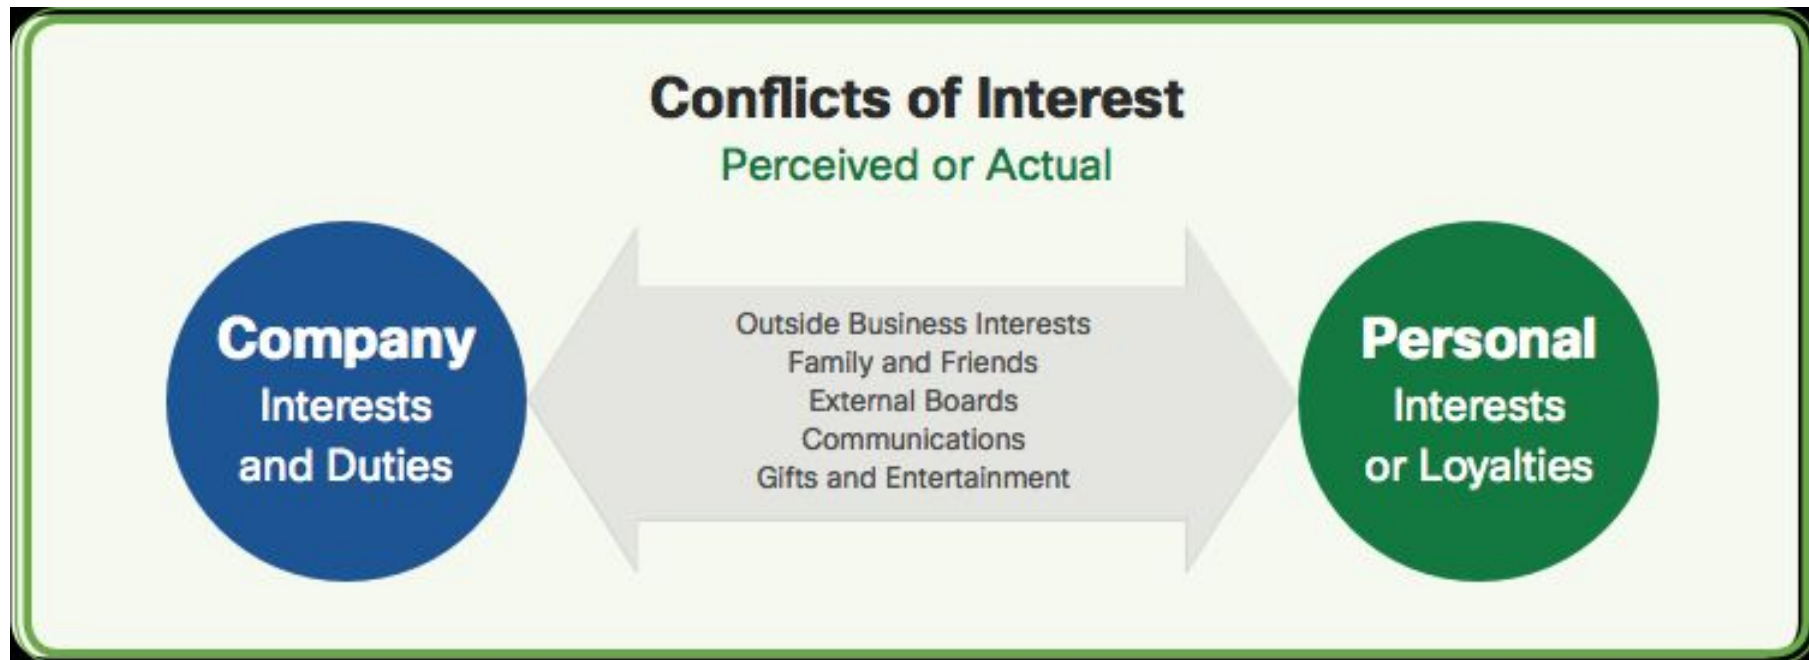 Conflicts of Interest
Perceived or Actual
Company
Interests
and Duties
Outside Business Interests
Family and Friends
External Boards
Communications
Gifts and Entertainment
Personal
Interests
or Loyalties